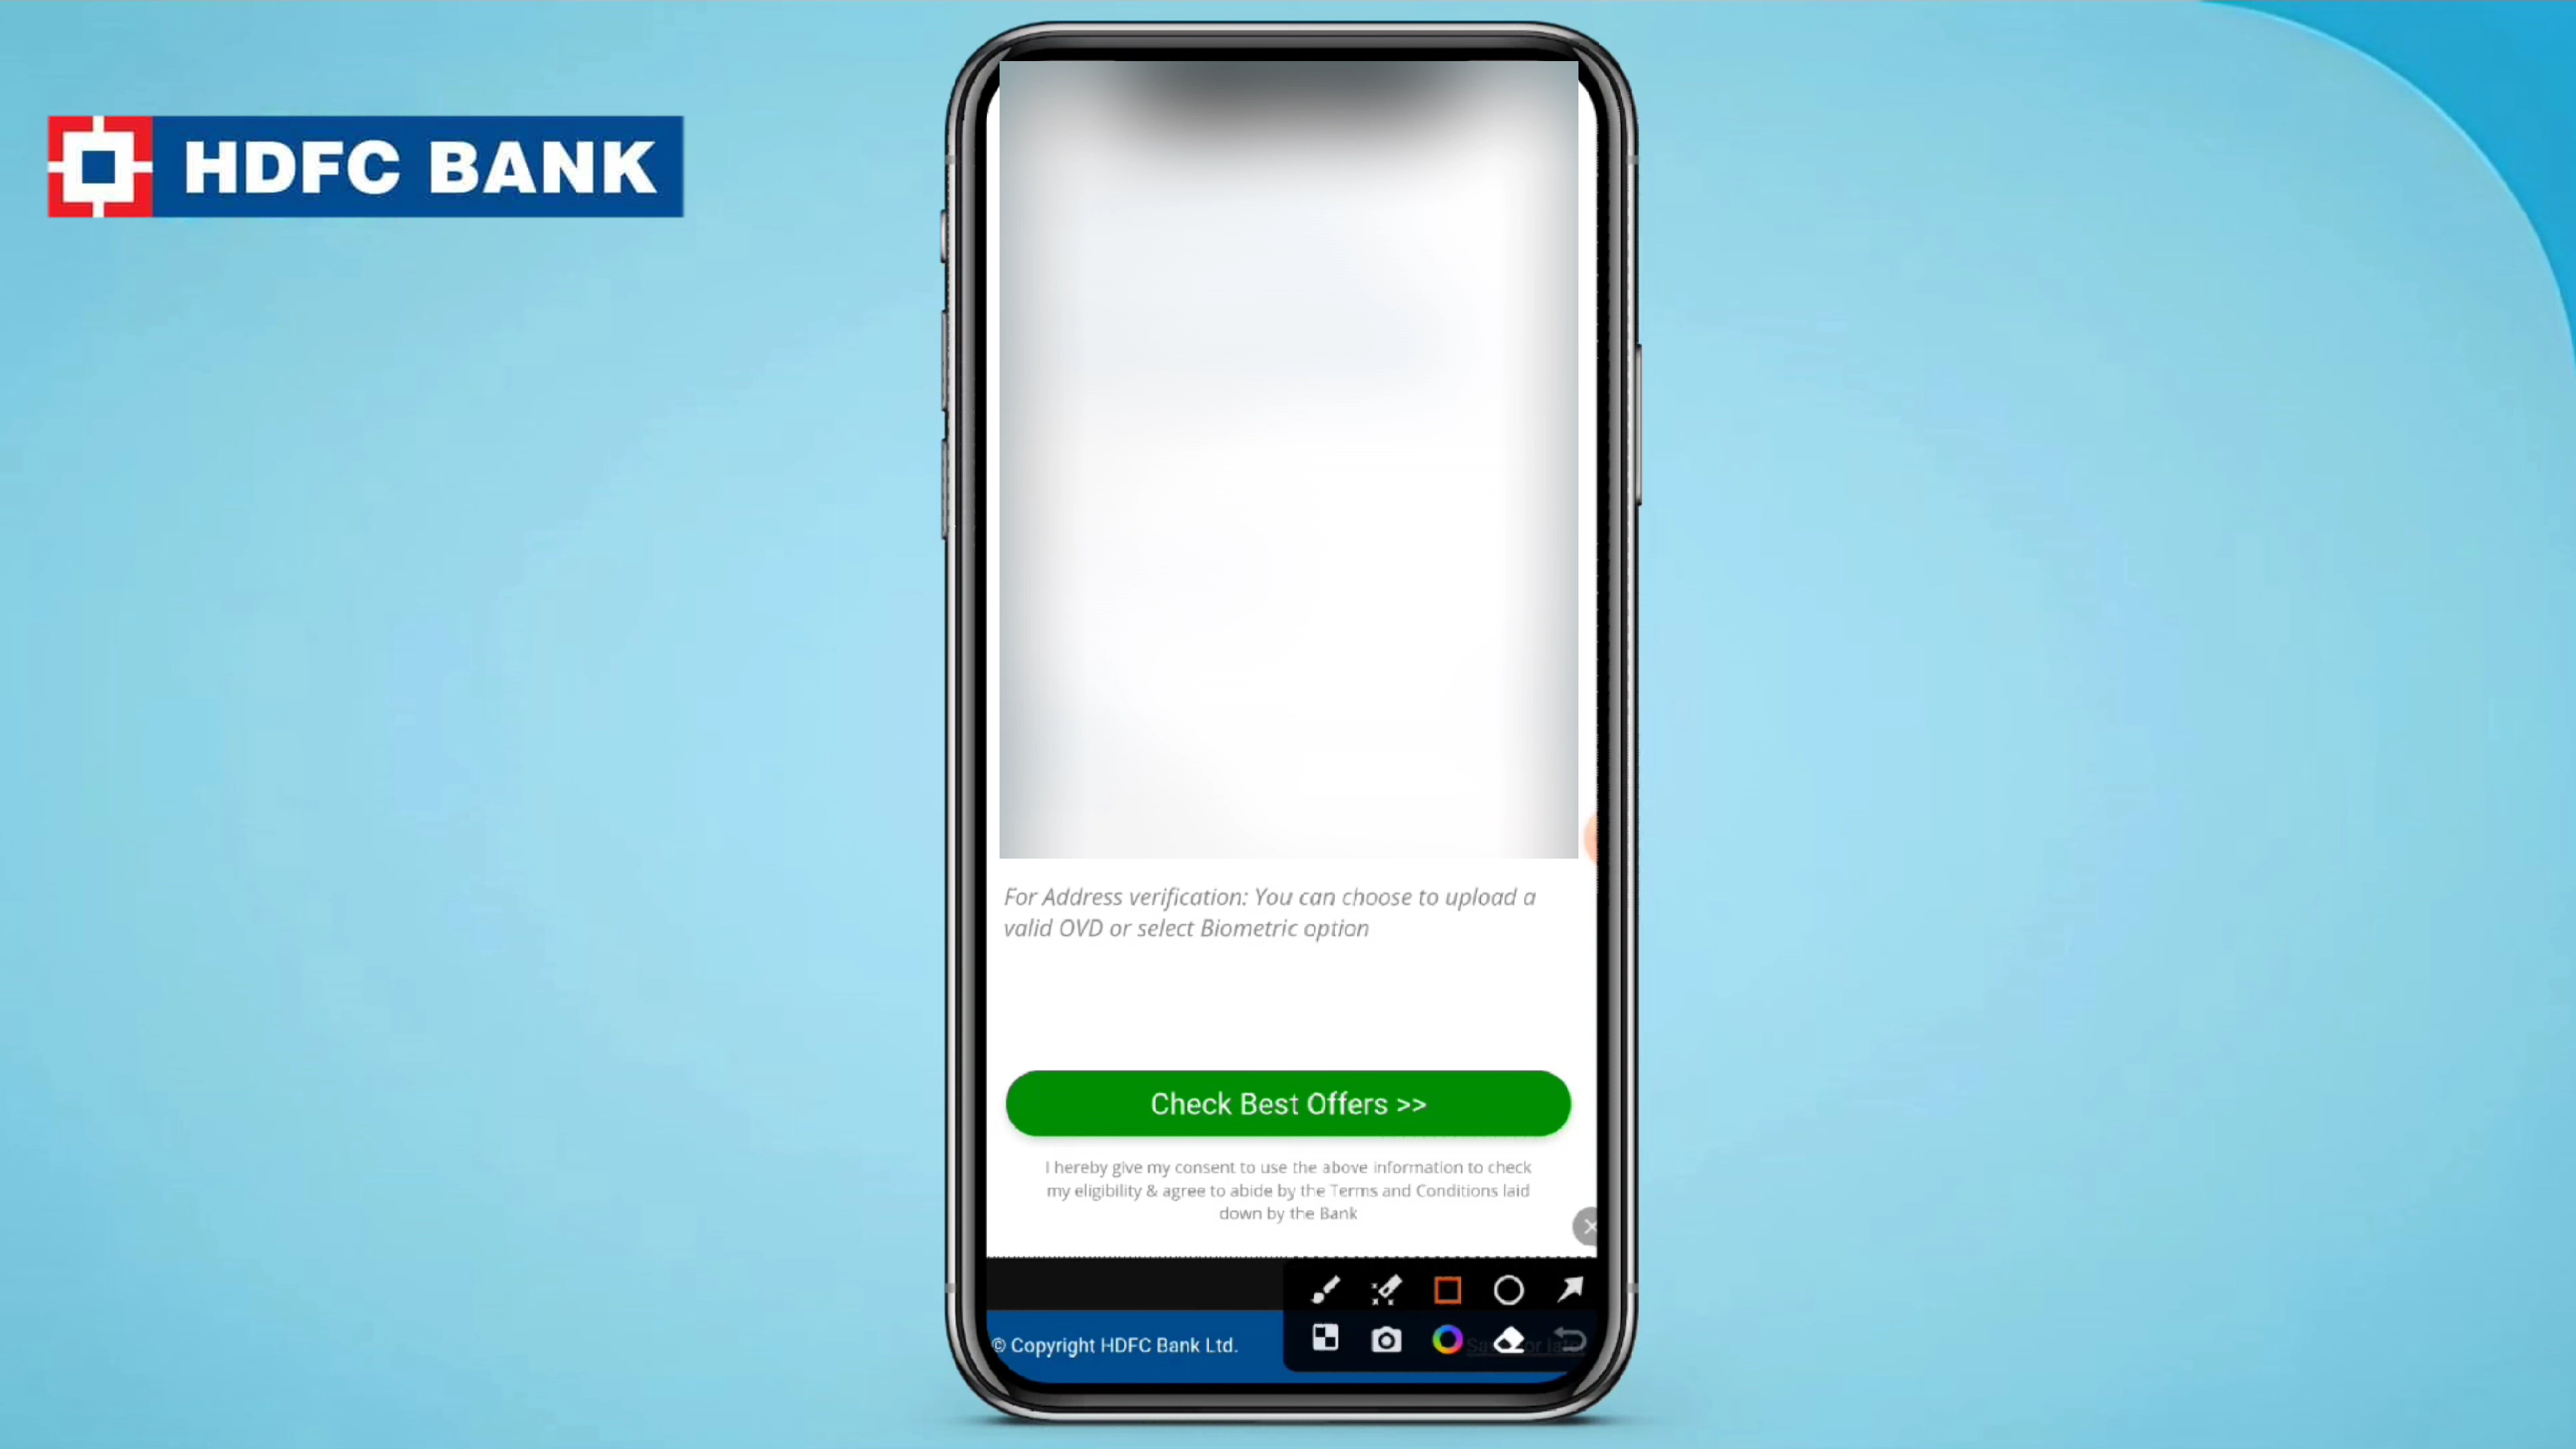 HDFC BANK
For Address verification: You can choose to upload a
valid OVD or select Biometric option
Check Best Offers >>
I hereby give my consent to use the above information to check
my eligibility & agree to abide by the Terms and Conditions laid
down by the Bank
© Copyright HDFC Bank Ltd.